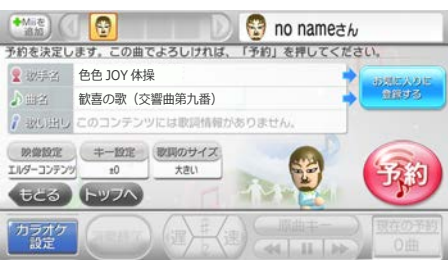 Miiを
追加
no nameさん
予約を決定します。この曲でよろしければ、「予約」を押してください。
歌手名 色色 JOY 体操
曲名 歓喜の歌（交響曲第九番）
歌い出し このコンテンツには歌詞情報がありません。
お気に入りに
登録する
映像設定 キー設定 歌詞のサイズ
エルダーコンテンツ ±0 大きい
予約
もどる トップへ
カラオケ
設定
演奏停止
遅 速
原曲キー
現在の予約
0曲